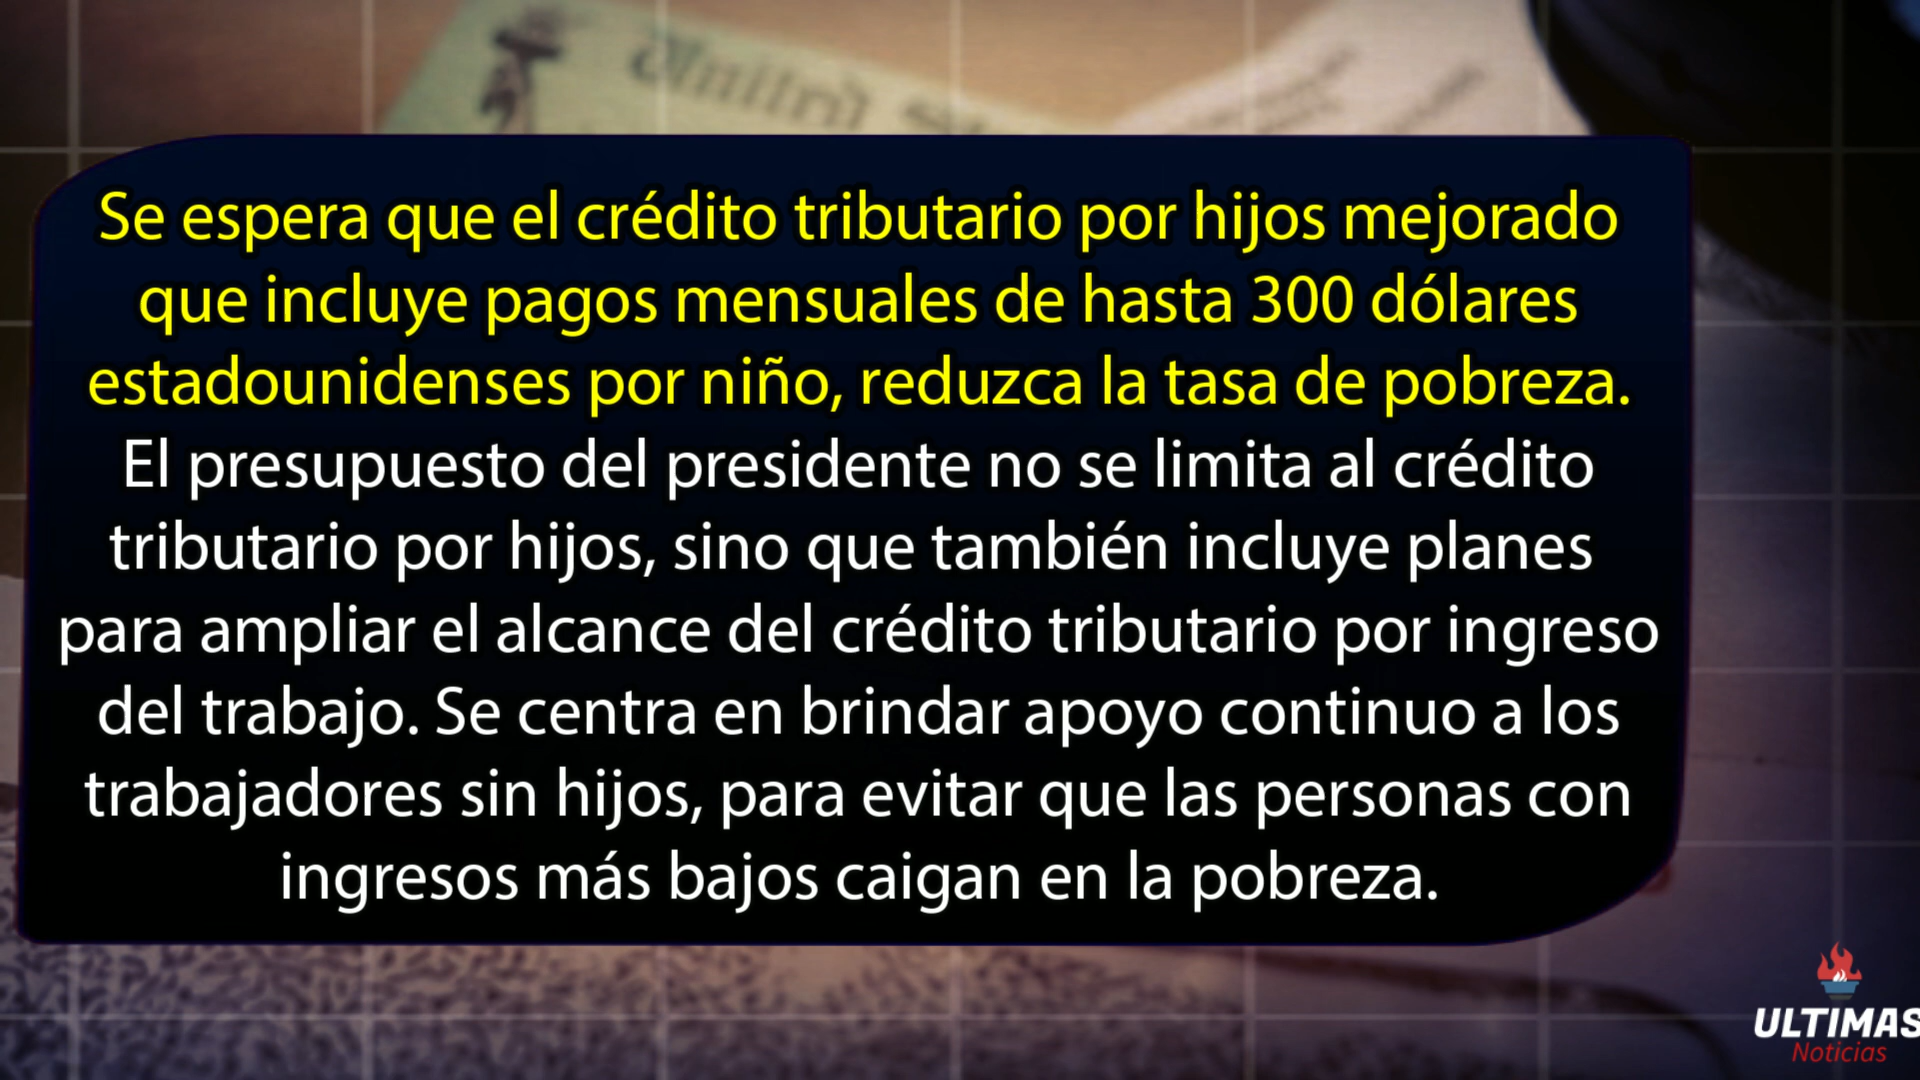 United
Se espera que el crédito tributario por hijos mejorado
que incluye pagos mensuales de hasta 300 dólares
estadounidenses por niño, reduzca la tasa de pobreza.
El presupuesto del presidente no se limita al crédito
tributario por hijos, sino que también incluye planes
para ampliar el alcance del crédito tributario por ingreso
del trabajo. Se centra en brindar apoyo continuo a los
trabajadores sin hijos, para evitar que las personas con
ingresos más bajos caigan en la pobreza.
ULTIMAS
Noticias